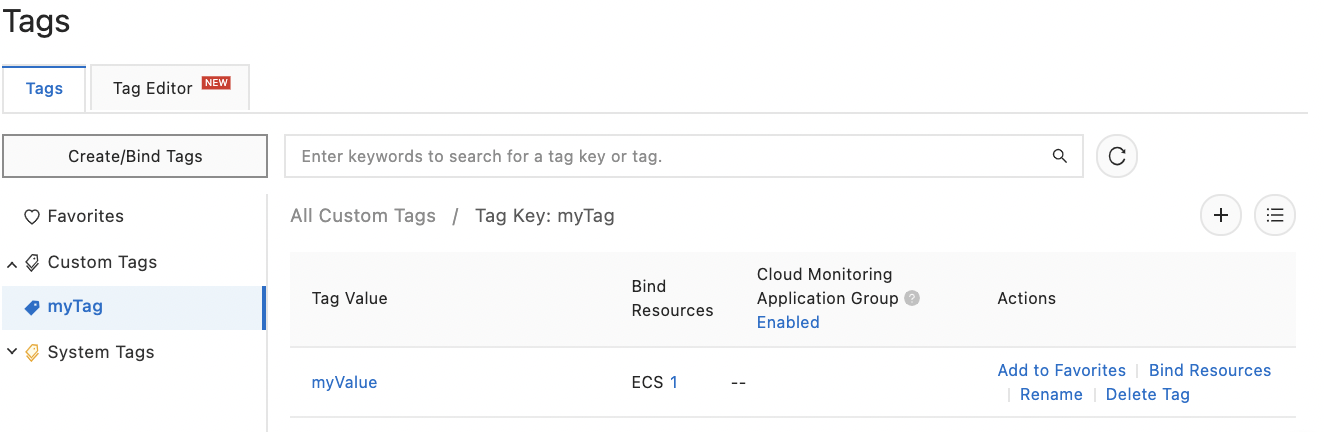 Tags
Tags
Tag Editor NEW
Create/Bind Tags
Enter keywords to search for a tag key or tag.
Favorites
Custom Tags
myTag
System Tags
All Custom Tags / Tag Key: myTag
Tag Value
Bind
Resources
Cloud Monitoring
Application Group ?
Enabled
Actions
myValue
ECS 1
--
Add to Favorites | Bind Resources
| Rename | Delete Tag